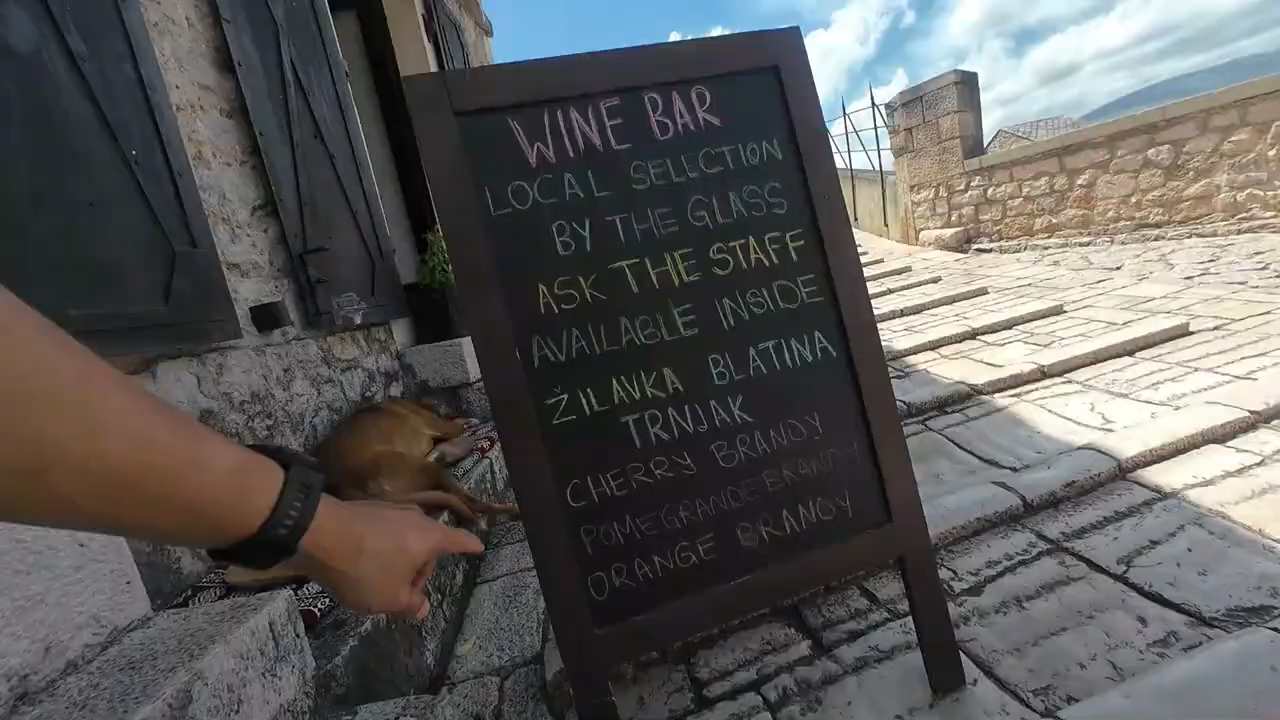 WINE BAR
LOCAL SELECTION
BY THE GLASS
ASK THE STAFF
AVAILABLE INSIDE
ŽILAVKA BLATINA
TRNJAK
CHERRY BRANDY
POMEGRANDE BRANDY
ORANGE BRANDY